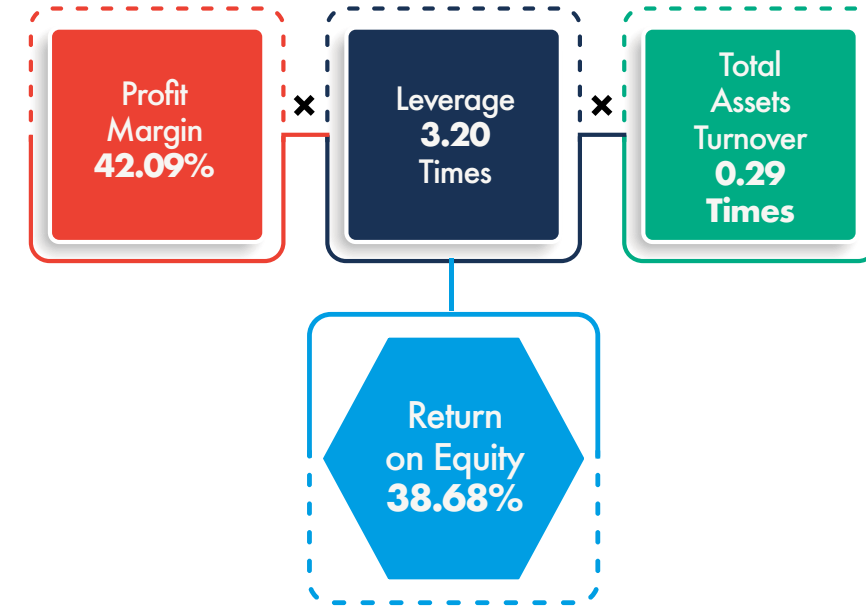 Profit
Margin
42.09%
×
Leverage
3.20
Times
×
Total
Assets
Turnover
0.29
Times
Return
on Equity
38.68%